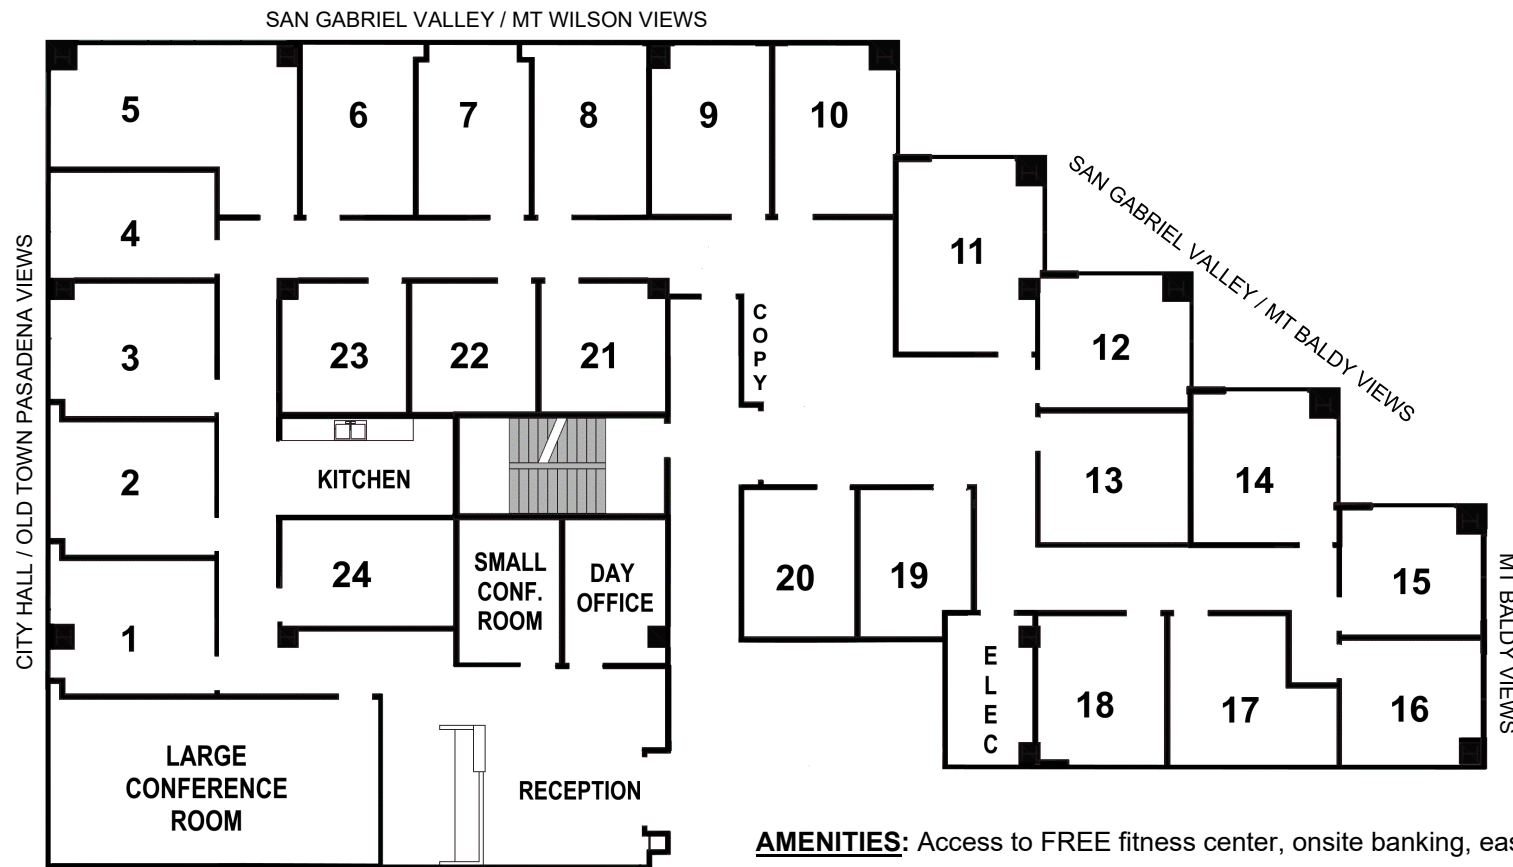 SAN GABRIEL VALLEY / MT WILSON VIEWS
5
6
7
8
9
10
SAN GABRIEL VALLEY / MT BALDY VIEWS
4
11
CITY HALL / OLD TOWN PASADENA VIEWS
3
23
22
21
COPY
12
2
KITCHEN
13
14
24
SMALL
CONF.
ROOM
DAY
OFFICE
20
19
15
MT BALDY VIEWS
1
ELEC
18
17
16
LARGE
CONFERENCE
ROOM
RECEPTION
AMENITIES: Access to FREE fitness center, onsite banking, eas